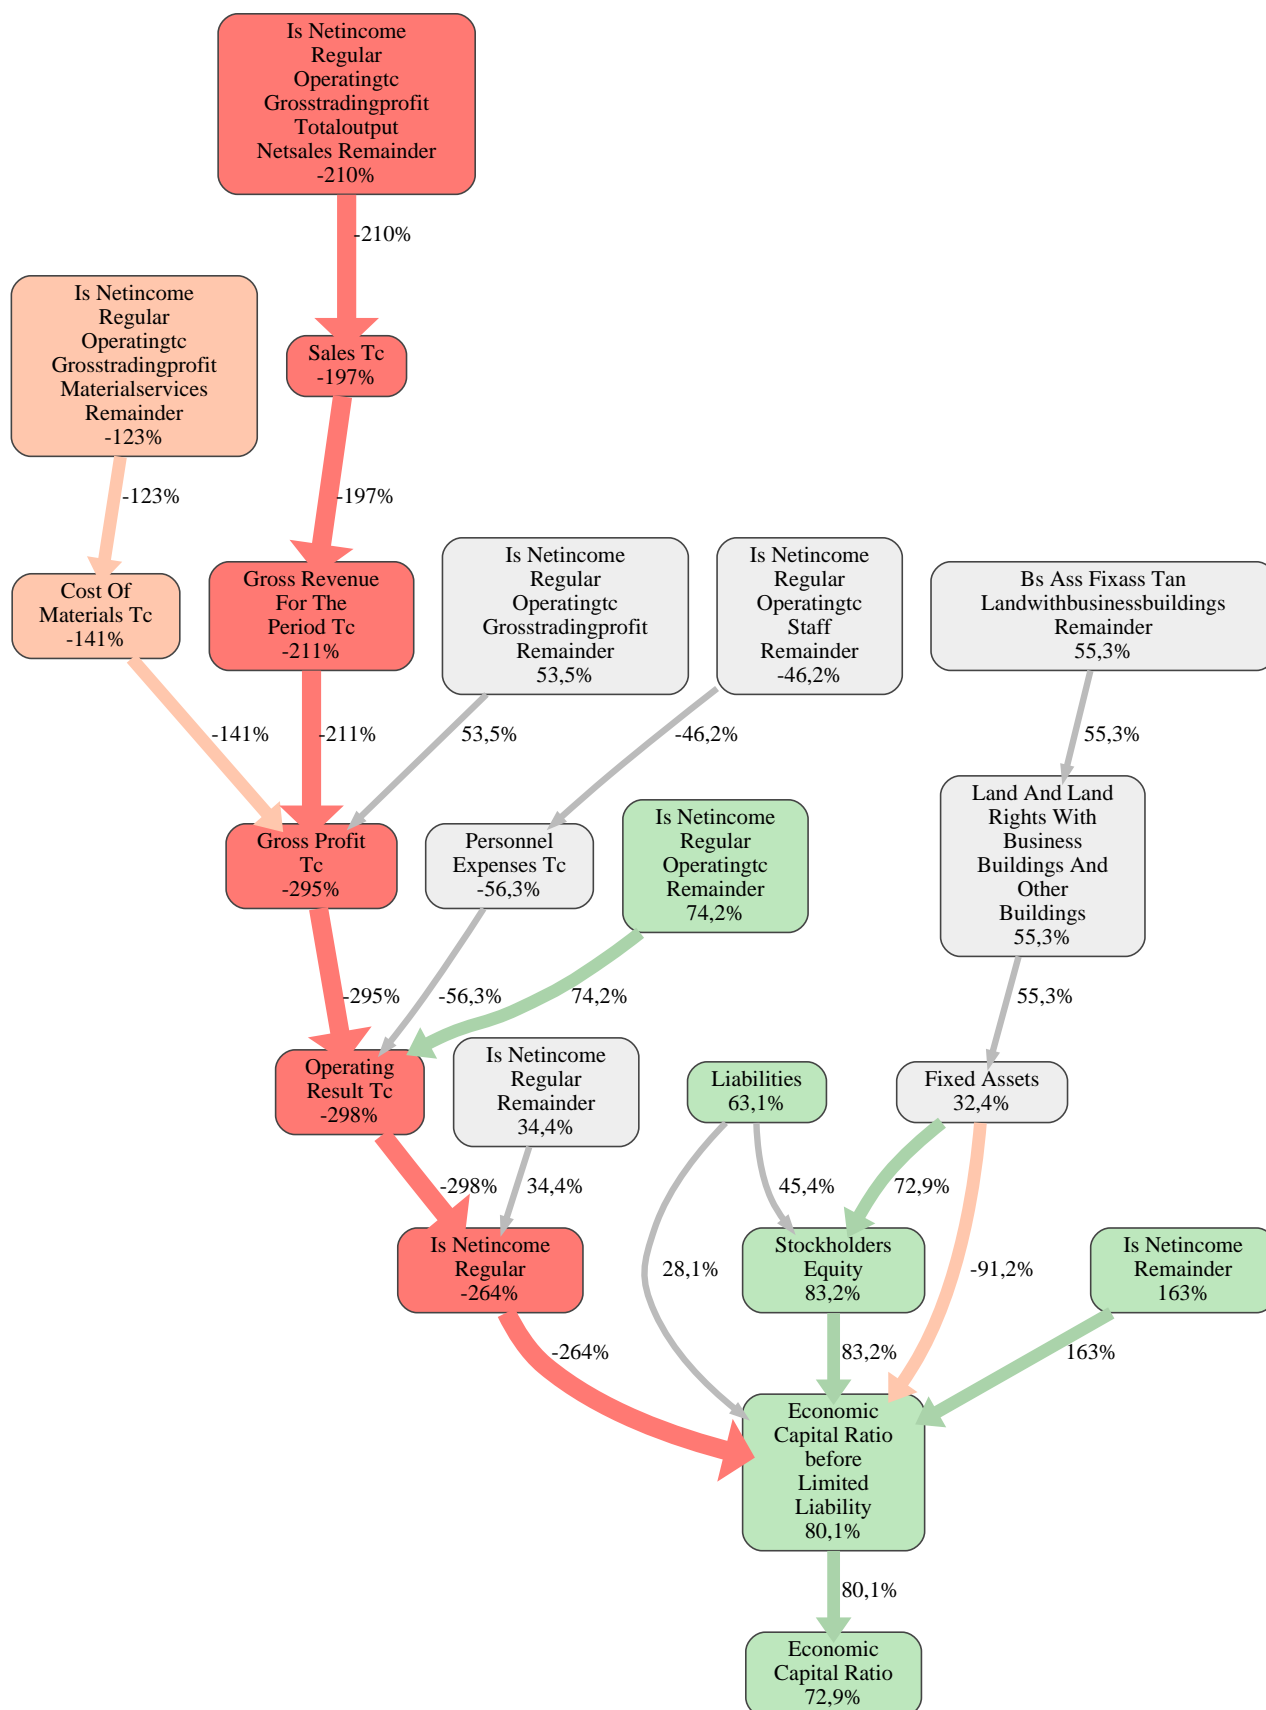 Is Netincome
Regular
Operatingtc
Grosstradingprofit
Totaloutput
Netsales Remainder
-210%
-210%
Is Netincome
Regular
Operatingtc
Grosstradingprofit
Materialservices
Remainder
-123%
Sales Tc
-197%
-123%
-197%
Cost Of
Materials Tc
-141%
Gross Revenue
For The
Period Tc
-211%
Is Netincome
Regular
Operatingtc
Grosstradingprofit
Remainder
53,5%
Is Netincome
Regular
Operatingtc
Staff
Remainder
-46,2%
Bs Ass Fixass Tan
Landwithbusinessbuildings
Remainder
55,3%
-141%
-211%
53,5%
-46,2%
55,3%
Gross Profit
Tc
-295%
Personnel
Expenses Tc
-56,3%
Is Netincome
Regular
Operatingtc
Remainder
74,2%
Land And Land
Rights With
Business
Buildings And
Other
Buildings
55,3%
-295%
-56,3%
74,2%
55,3%
Operating
Result Tc
-298%
Is Netincome
Regular
Remainder
34,4%
Liabilities
63,1%
Fixed Assets
32,4%
-298%
34,4%
45,4%
72,9%
Is Netincome
Regular
-264%
28,1%
Stockholders
Equity
83,2%
-91,2%
Is Netincome
Remainder
163%
-264%
83,2%
163%
Economic
Capital Ratio
before
Limited
Liability
80,1%
80,1%
Economic
Capital Ratio
72,9%